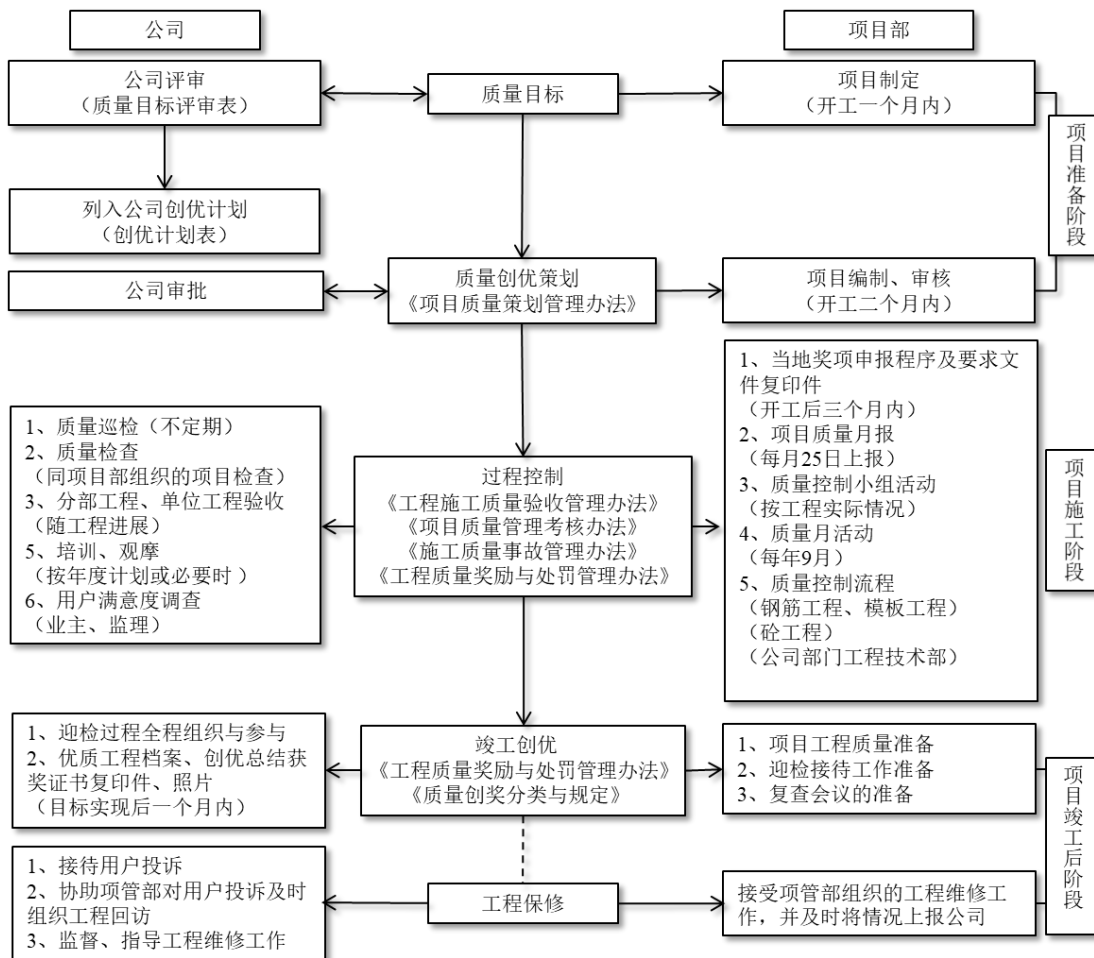 公司
项目部
公司评审
（质量目标评审表）
质量目标
项目制定
（开工一个月内）
项目准备阶段
列入公司创优计划
（创优计划表）
公司审批
质量创优策划
《项目质量策划管理办法》
项目编制、审核
（开工二个月内）
1、质量巡检（不定期）
2、质量检查
（同项目部组织的项目检查）
3、分部工程、单位工程验收
（随工程进展）
5、培训、观摩
（按年度计划或必要时 ）
6、用户满意度调查
（业主、监理）
过程控制
《工程施工质量验收管理办法》
《项目质量管理考核办法》
《施工质量事故管理办法》
《工程质量奖励与处罚管理办法》
1、当地奖项申报程序及要求文
件复印件
（开工后三个月内）
2、项目质量月报
（每月25日上报）
3、质量控制小组活动
（按工程实际情况）
4、质量月活动
（每年9月）
5、质量控制流程
（钢筋工程、模板工程）
（砼工程）
（公司部门工程技术部）
项目施工阶段
1、迎检过程全程组织与参与
2、优质工程档案、创优总结获
奖证书复印件、照片
（目标实现后一个月内）
竣工创优
《工程质量奖励与处罚管理办法》
《质量创奖分类与规定》
1、项目工程质量准备
2、迎检接待工作准备
3、复查会议的准备
项目竣工后阶段
1、接待用户投诉
2、协助项管部对用户投诉及时
组织工程回访
3、监督、指导工程维修工作
工程保修
接受项管部组织的工程维修工
作，并及时将情况上报公司